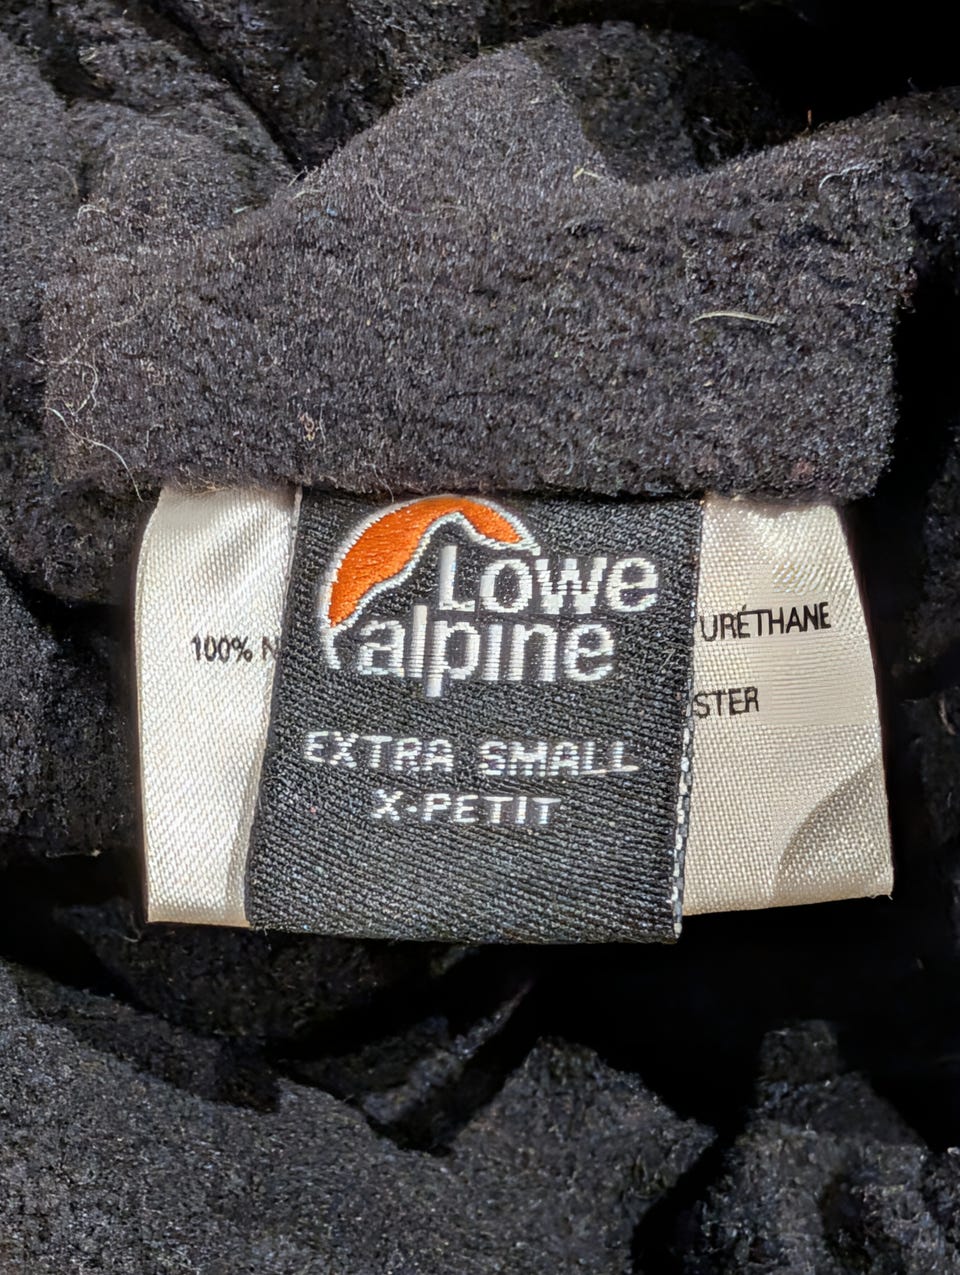 Lowe
alpine
EXTRA SMALL
X-PETIT
100%
URÉTHANE
STER